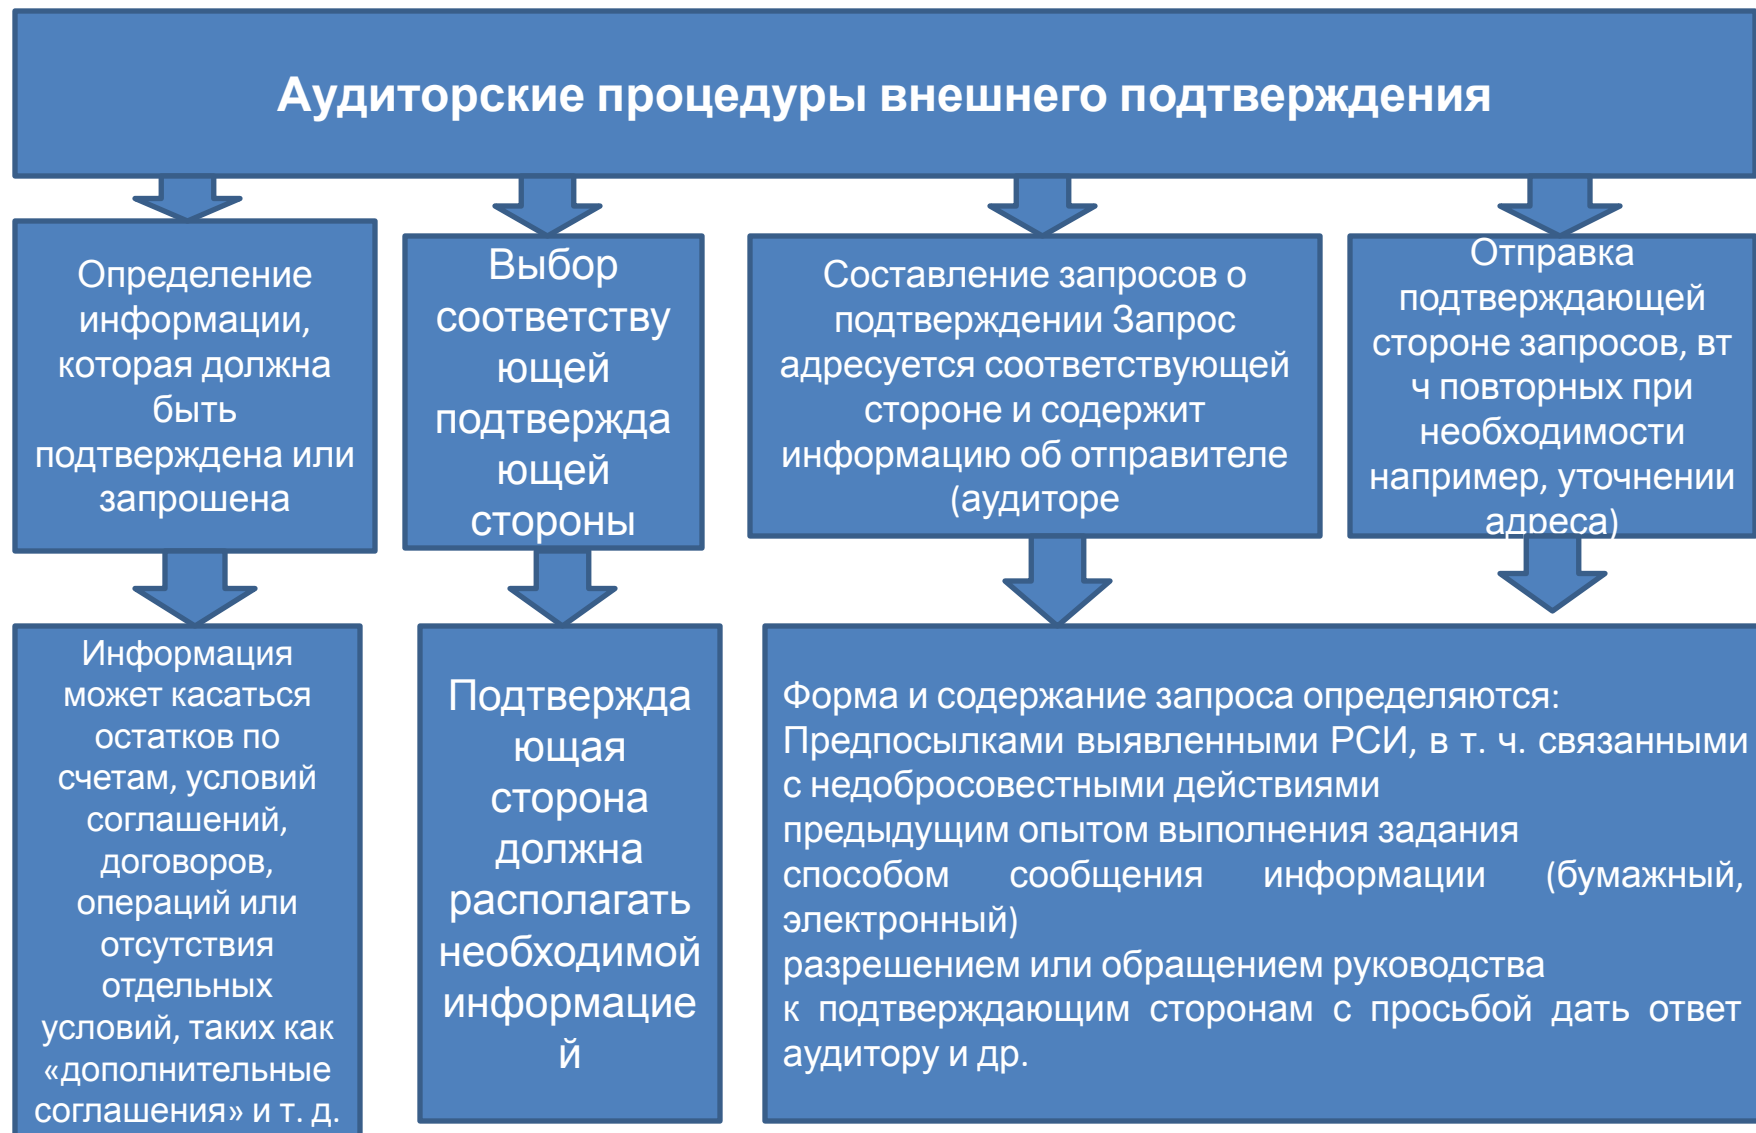 Аудиторские процедуры внешнего подтверждения
Определение
информации,
которая должна
быть
подтверждена или
запрошена
Выбор
соответству
ющей
подтвержда
ющей
стороны
Составление запросов о
подтверждении Запрос
адресуется соответствующей
стороне и содержит
информацию об отправителе
(аудиторе
Отправка
подтверждающей
стороне запросов, вт
ч повторных при
необходимости
например, уточнении
адреса)
Информация
может касаться
остатков по
счетам, условий
соглашений,
договоров,
операций или
отсутствия
отдельных
условий, таких как
«дополнительные
соглашения» и т. д.
Подтвержда
ющая
сторона
должна
располагать
необходимой
информацие
й
Форма и содержание запроса определяются:
Предпосылками выявленными РСИ, в т. ч. связанными
с недобросовестными действиями
предыдущим опытом выполнения задания
способом сообщения информации (бумажный,
электронный)
разрешением или обращением руководства
к подтверждающим сторонам с просьбой дать ответ
аудитору и др.